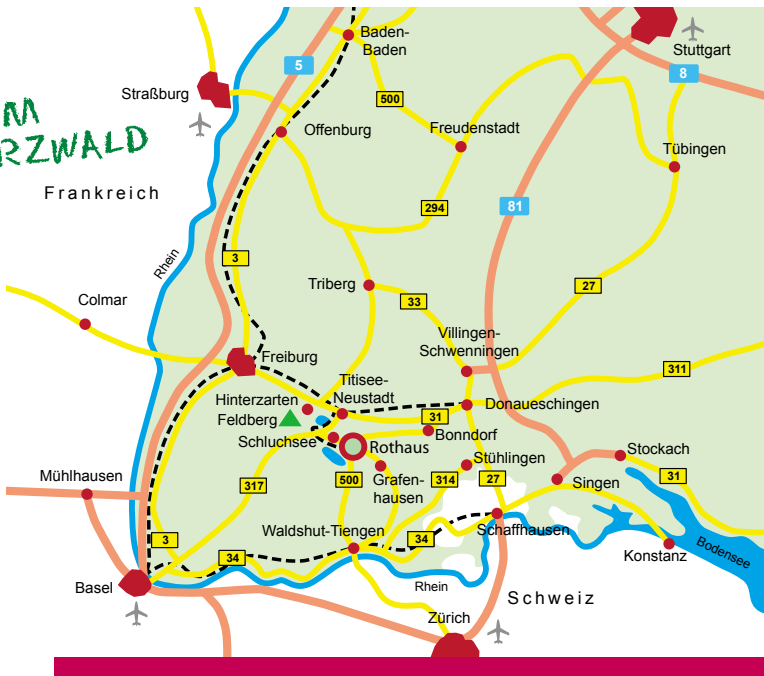 Baden-
Baden
Stuttgart
5
8
Straßburg
500
M
RZWALD
Offenburg
Freudenstadt
Tübingen
Frankreich
294
81
Rhein
3
Triberg
27
Colmar
33
Villingen-
Schwenningen
Freiburg
311
Titisee-
Neustadt
Hinterzarten
Feldberg
31
Donaueschingen
Schluchsee
Rothaus
Bonndorf
Stockach
Stühlingen
Mühlhausen
317
500
Grafen-
hausen
314
27
Singen
31
Waldshut-Tiengen
Schaffhausen
3
34
34
Konstanz
Bodensee
Basel
Rhein
Schweiz
Zürich